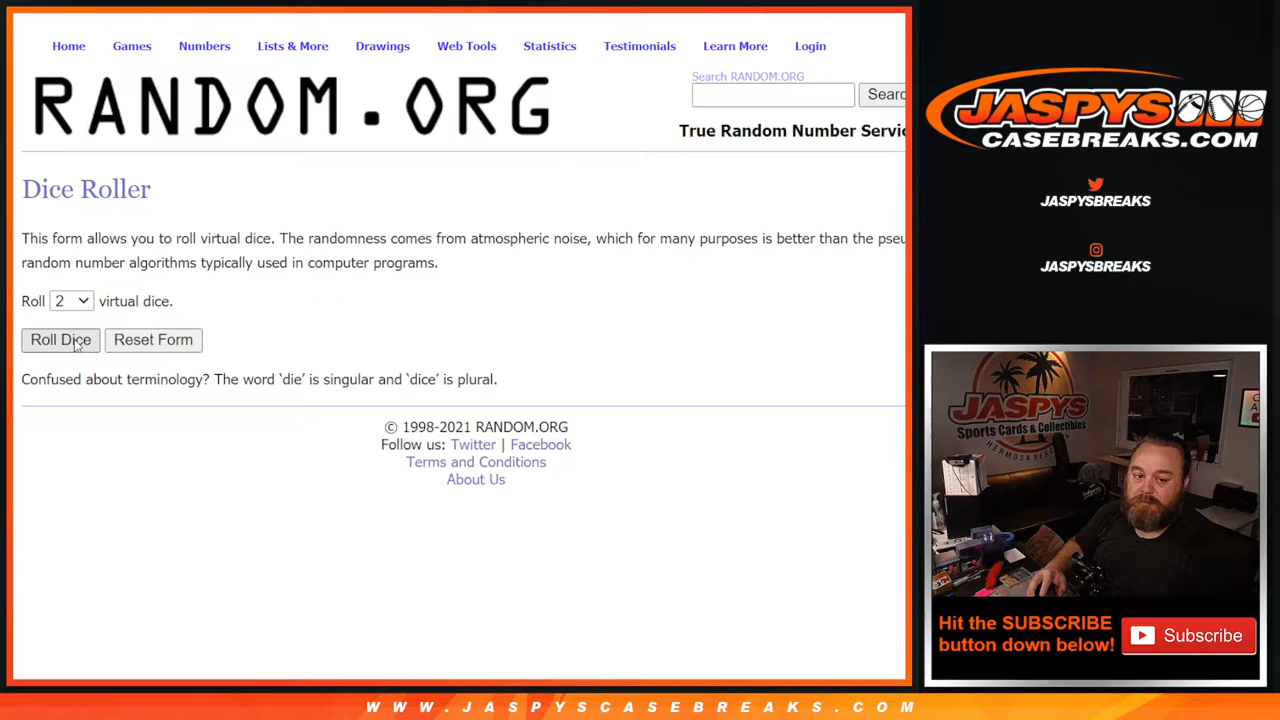 Home Games Numbers Lists & More Drawings Web Tools Statistics Testimonials Learn More Login
RANDOM.ORG
Search RANDOM.ORG
Searc
True Random Number Servic
Dice Roller
This form allows you to roll virtual dice. The randomness comes from atmospheric noise, which for many purposes is better than the pseu
random number algorithms typically used in computer programs.
Roll 2 virtual dice.
Roll Dice Reset Form
Confused about terminology? The word ‘die’ is singular and ‘dice’ is plural.
© 1998-2021 RANDOM.ORG
Follow us: Twitter | Facebook
Terms and Conditions
About Us
JASPYS
CASEBREAKS.COM
JASPYSBREAKS
JASPYSBREAKS
JASPYS
Sports Cards & Collectibles
HERMOSA BEA
Hit the SUBSCRIBE
button down below!
Subscribe
WWW.JASPYSCASEBREAKS.COM